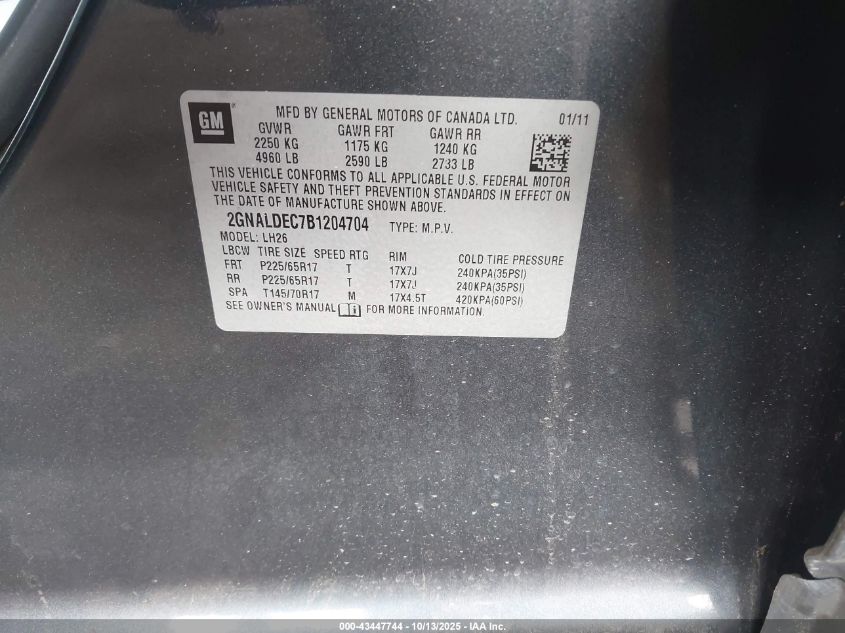 GM
MFD BY GENERAL MOTORS OF CANADA LTD. 01/11
GVWR GAWR FRT GAWR RR
2250 KG 1175 KG 1240 KG
4960 LB 2590 LB 2733 LB
THIS VEHICLE CONFORMS TO ALL APPLICABLE U.S. FEDERAL MOTOR
VEHICLE SAFETY AND THEFT PREVENTION STANDARDS IN EFFECT ON
THE DATE OF MANUFACTURE SHOWN ABOVE.
2GNALDEC7B1204704 TYPE: M.P.V.
MODEL: LH26
LBCW TIRE SIZE SPEED RTG RIM COLD TIRE PRESSURE
FRT P225/65R17 T 17X7J 240KPA(35PSI)
RR P225/65R17 T 17X7J 240KPA(35PSI)
SPA T145/70R17 M 17X4.5T 420KPA(60PSI)
SEE OWNER'S MANUAL i FOR MORE INFORMATION.
000-43447744 | 10/13/2025 - IAA Inc.